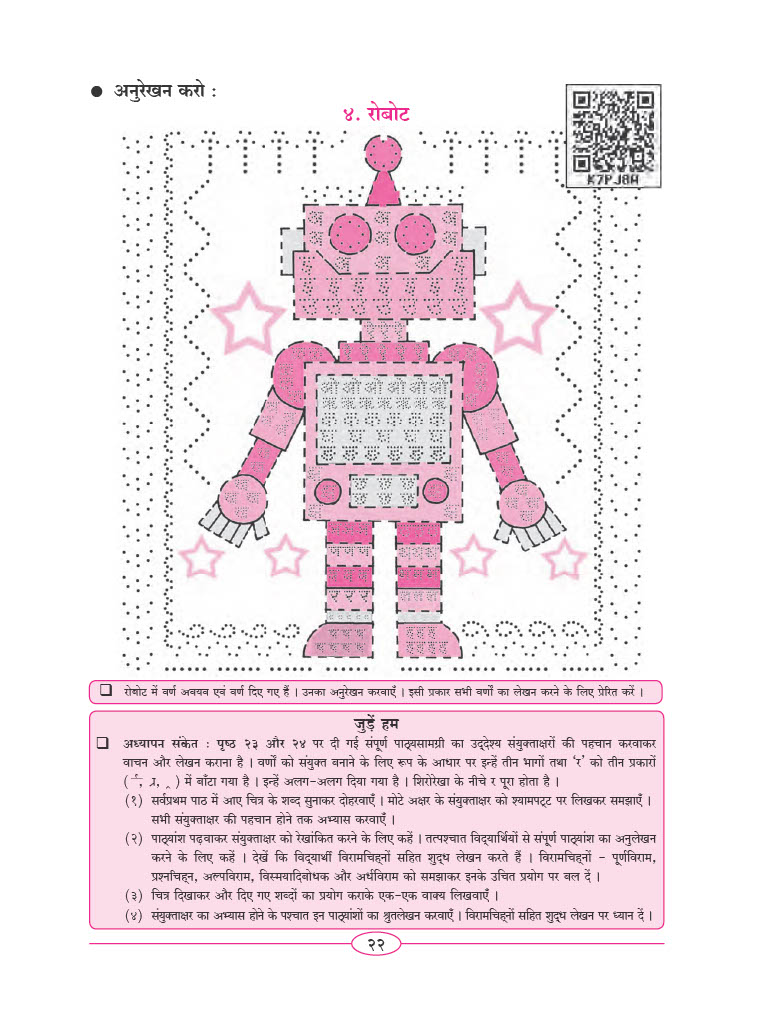 ● अनुरेखन करो :
४. रोबोट
K7PJ8A
❑ रोबोट में वर्ण अवयव एवं वर्ण दिए गए हैं । उनका अनुरेखन करवाएँ । इसी प्रकार सभी वर्णों का लेखन करने के लिए प्रेरित करें ।
जुड़ें हम
❑ अध्यापन संकेत : पृष्ठ २३ और २४ पर दी गई संपूर्ण पाठ्यसामग्री का उद्देश्य संयुक्ताक्षरों की पहचान करवाकर
वाचन और लेखन कराना है । वर्णों को संयुक्त बनाने के लिए रूप के आधार पर इन्हें तीन भागों तथा ‘र’ को तीन प्रकारों
में बाँटा गया है । इन्हें अलग-अलग दिया गया है । शिरोरेखा के नीचे र पूरा होता है ।
(१) सर्वप्रथम पाठ में आए चित्र के शब्द सुनाकर दोहरवाएँ । मोटे अक्षर के संयुक्ताक्षर को श्यामपट्ट पर लिखकर समझाएँ ।
सभी संयुक्ताक्षर की पहचान होने तक अभ्यास करवाएँ ।
(२) पाठ्यांश पढ़वाकर संयुक्ताक्षर को रेखांकित करने के लिए कहें । तत्पश्चात विद्यार्थियों से संपूर्ण पाठ्यांश का अनुलेखन
करने के लिए कहें । देखें कि विद्यार्थी विरामचिह्नों सहित शुद्ध लेखन करते हैं । विरामचिह्नों - पूर्णविराम,
प्रश्नचिह्न, अल्पविराम, विस्मयादिबोधक और अर्धविराम को समझाकर इनके उचित प्रयोग पर बल दें ।
(३) चित्र दिखाकर और दिए गए शब्दों का प्रयोग कराके एक-एक वाक्य लिखवाएँ ।
(४) संयुक्ताक्षर का अभ्यास होने के पश्चात इन पाठ्यांशों का श्रुतलेखन करवाएँ । विरामचिह्नों सहित शुद्ध लेखन पर ध्यान दें ।
२२